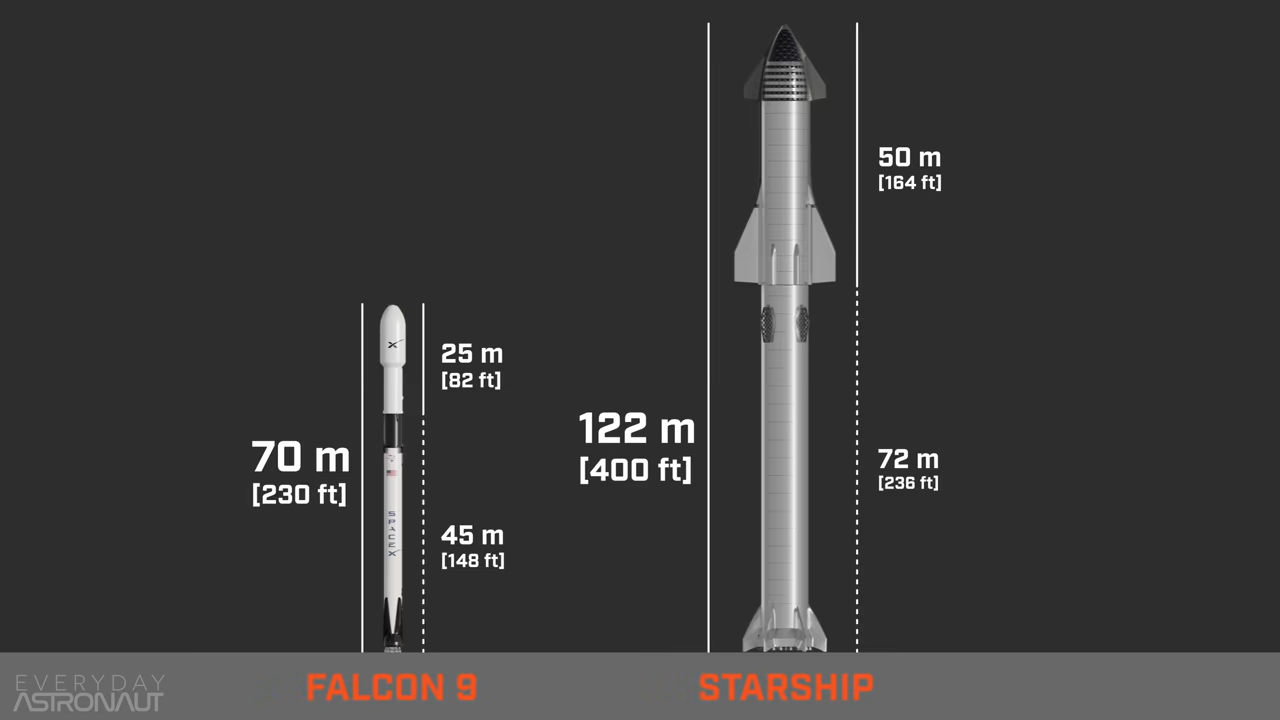 50 m
[164 ft]
25 m
[82 ft]
122 m
[400 ft]
70 m
[230 ft]
72 m
[236 ft]
SPACEX
45 m
[148 ft]
EVERYDAY
ASTRONAUT
FALCON 9
STARSHIP